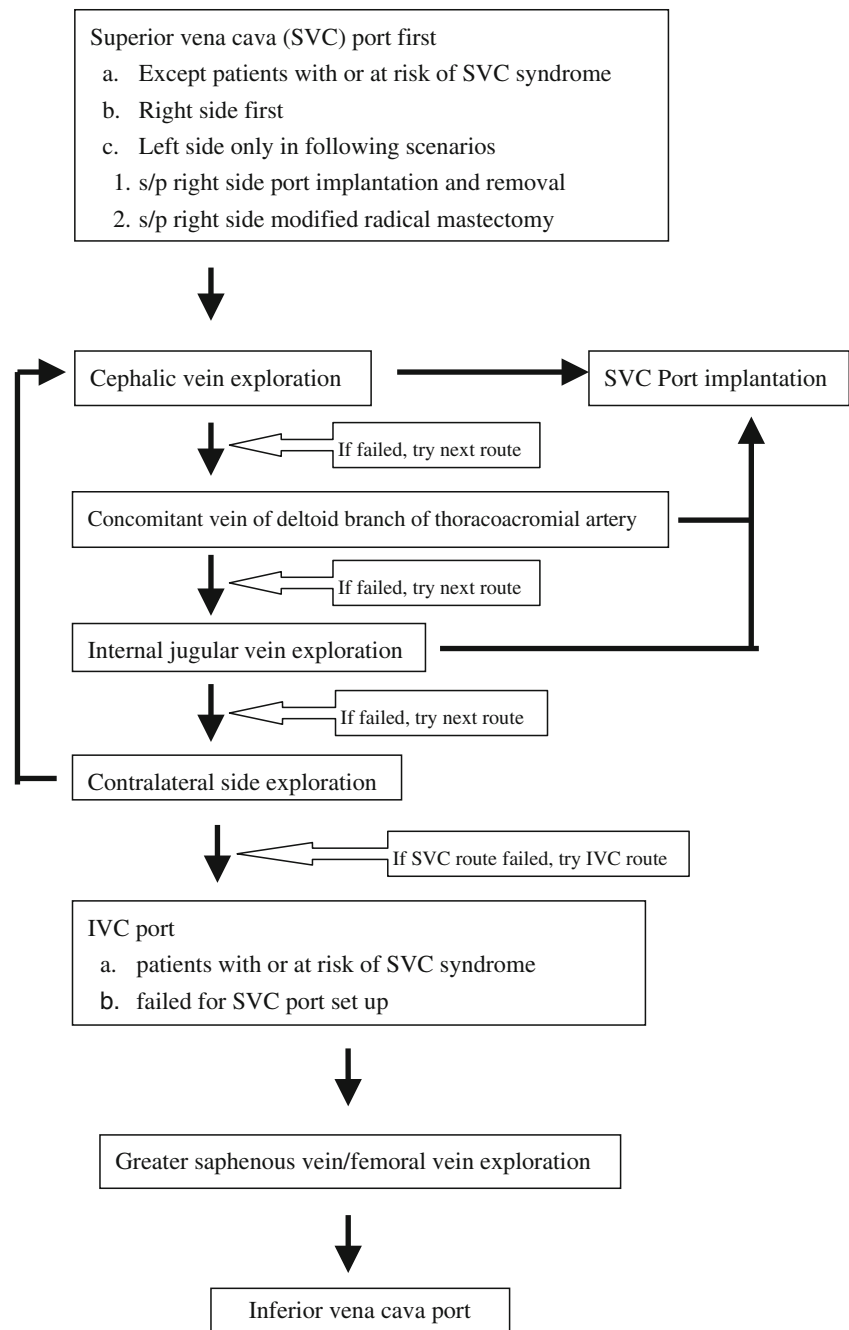 Superior vena cava (SVC) port first
a. Except patients with or at risk of SVC syndrome
b. Right side first
c. Left side only in following scenarios
1. s/p right side port implantation and removal
2. s/p right side modified radical mastectomy
Cephalic vein exploration
SVC Port implantation
If failed, try next route
Concomitant vein of deltoid branch of thoracoacromial artery
If failed, try next route
Internal jugular vein exploration
If failed, try next route
Contralateral side exploration
If SVC route failed, try IVC route
IVC port
a. patients with or at risk of SVC syndrome
b. failed for SVC port set up
Greater saphenous vein/femoral vein exploration
Inferior vena cava port